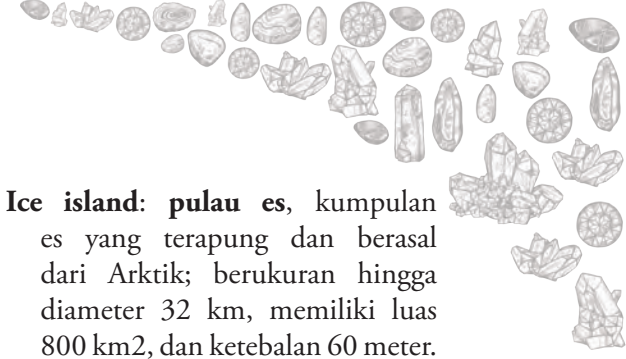 Ice island: pulau es, kumpulan
es yang terapung dan berasal
dari Arktik; berukuran hingga
diameter 32 km, memiliki luas
800 km2, dan ketebalan 60 meter.